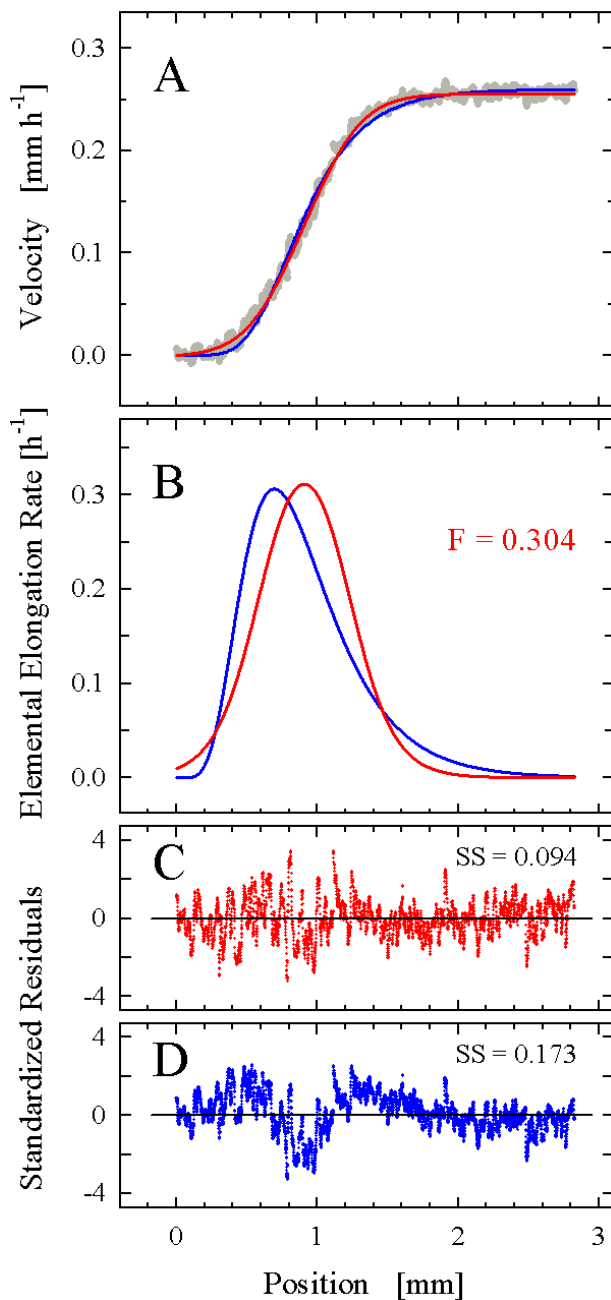 A
0.3
0.2
0.1
0.0
Velocity [mm h-1]
B
F = 0.304
0.3
0.2
0.1
0.0
Elemental Elongation Rate [h-1]
C
SS = 0.094
4
0
-4
D
SS = 0.173
4
0
-4
Standardized Residuals
0 1 2 3
Position [mm]